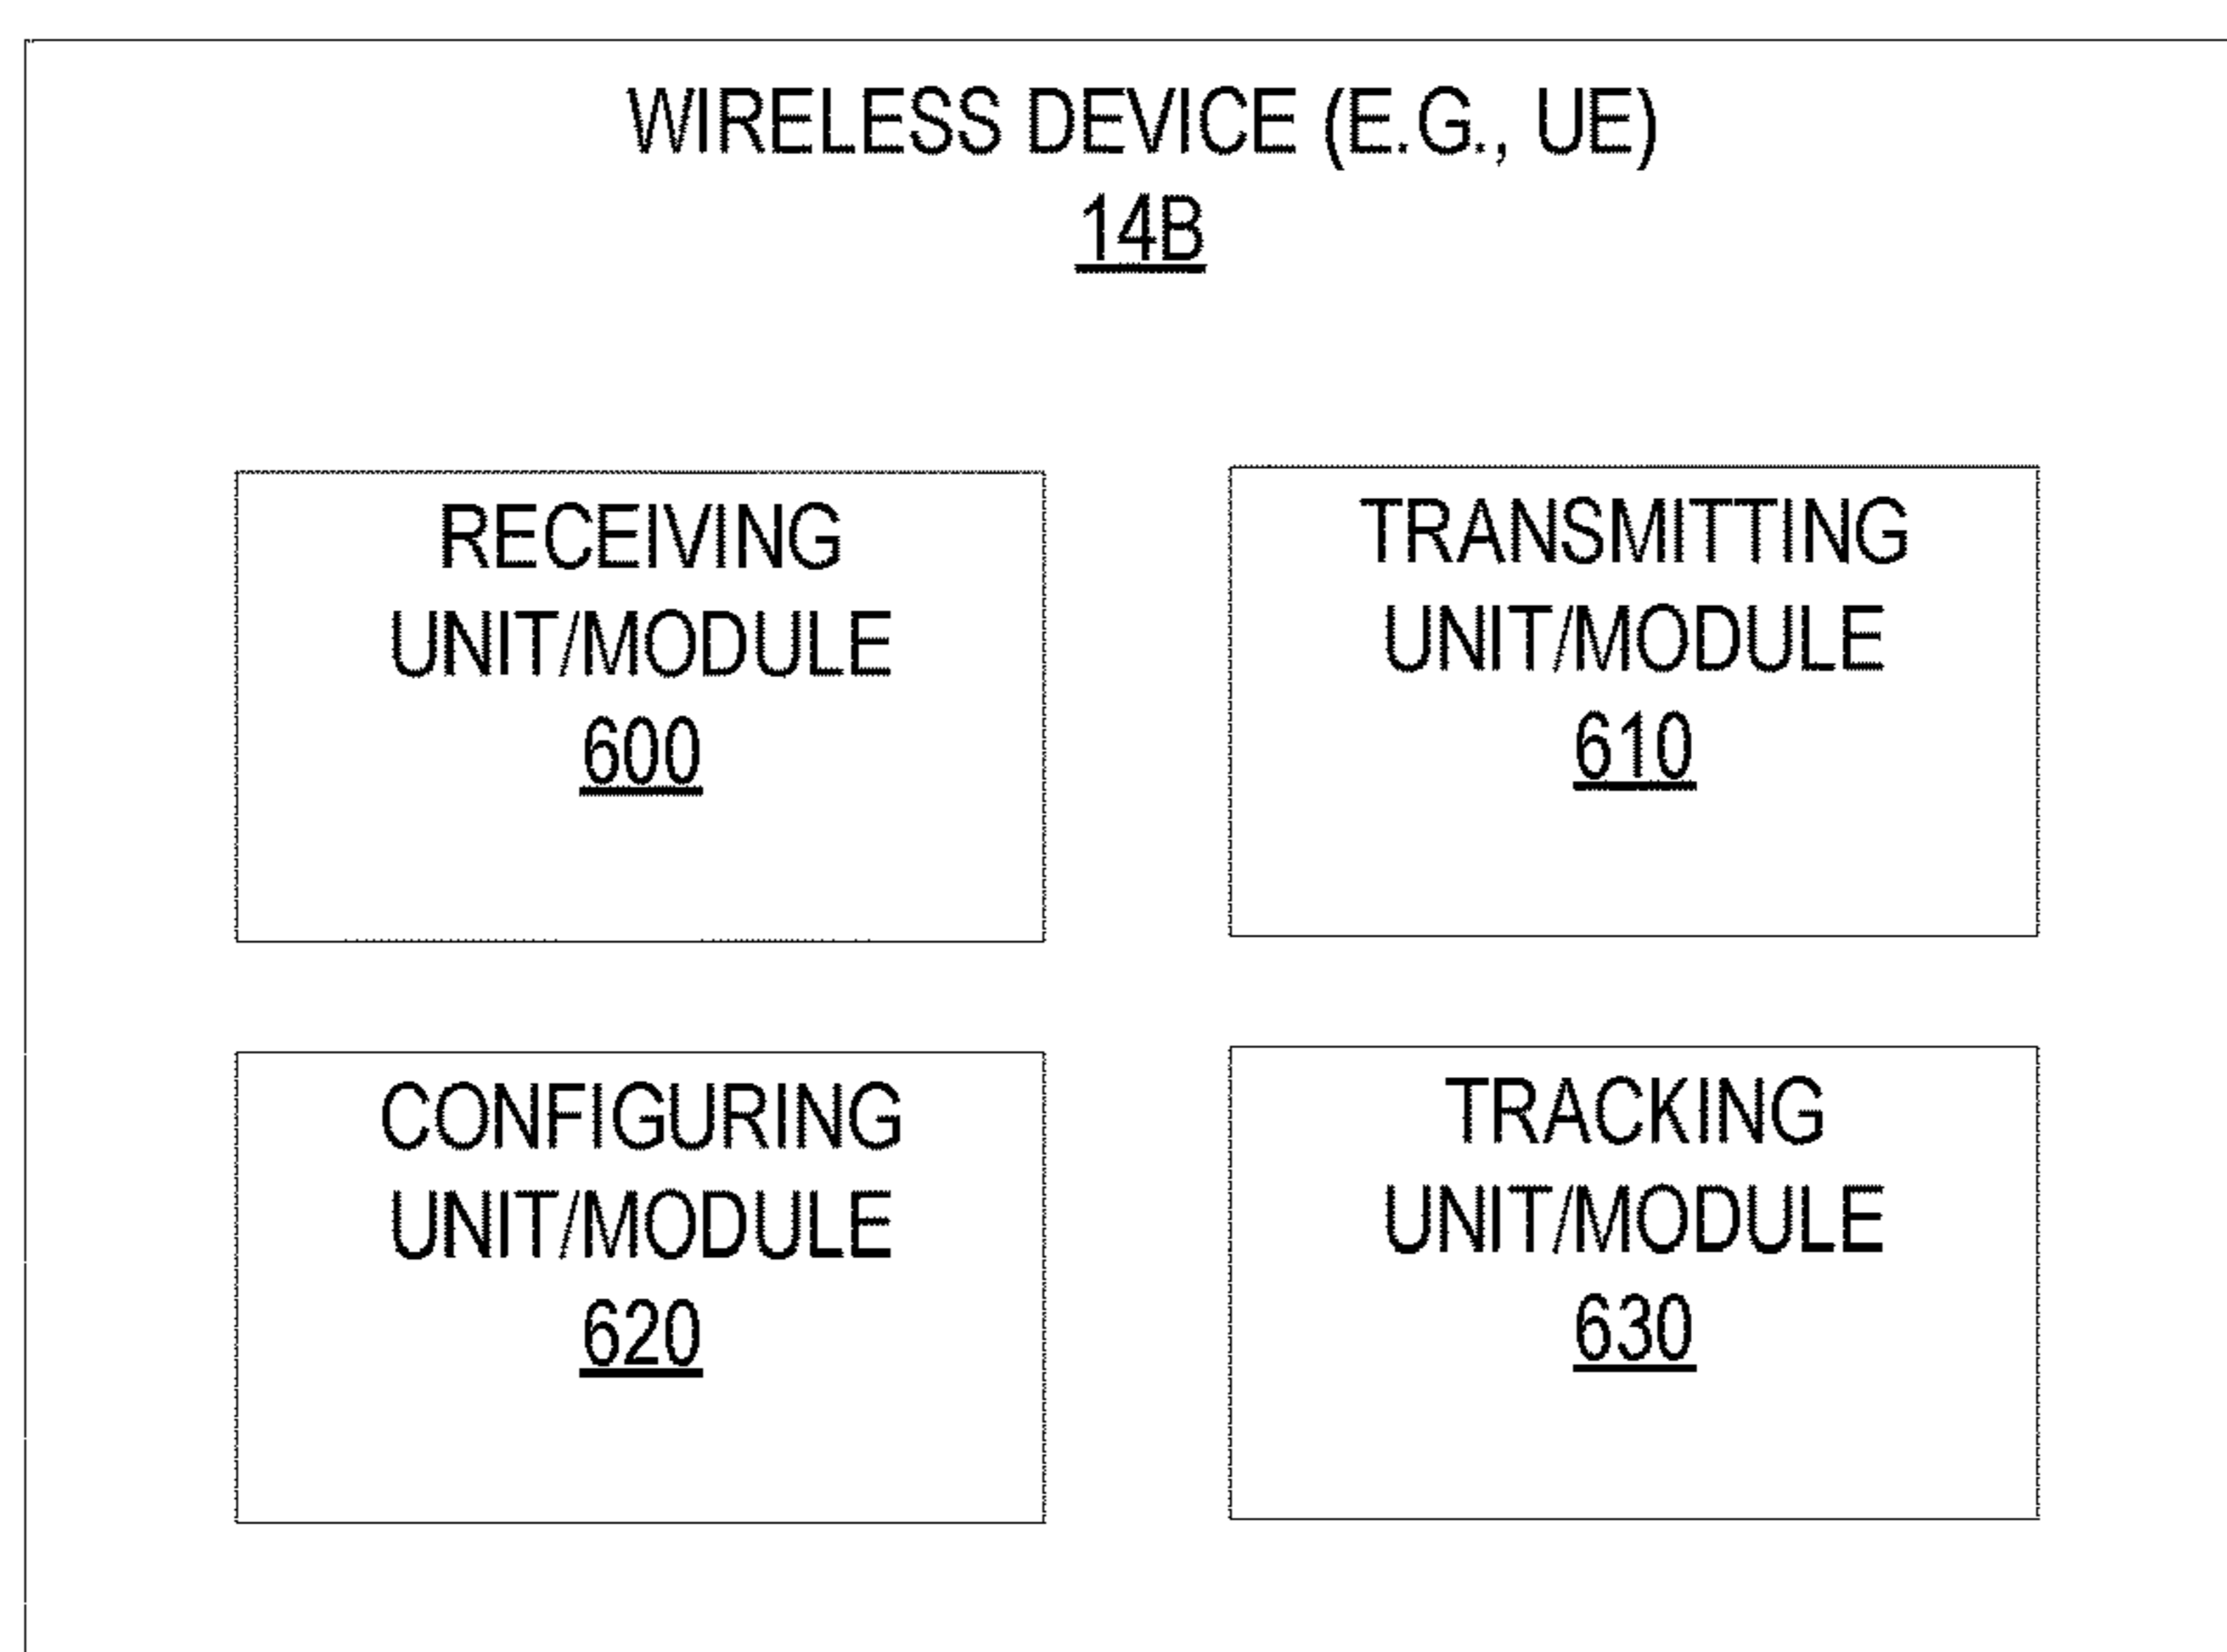 WIRELESS DEVICE (E.G., UE)
14B
RECEIVING
UNIT/MODULE
600
TRANSMITTING
UNIT/MODULE
610
CONFIGURING
UNIT/MODULE
620
TRACKING
UNIT/MODULE
630